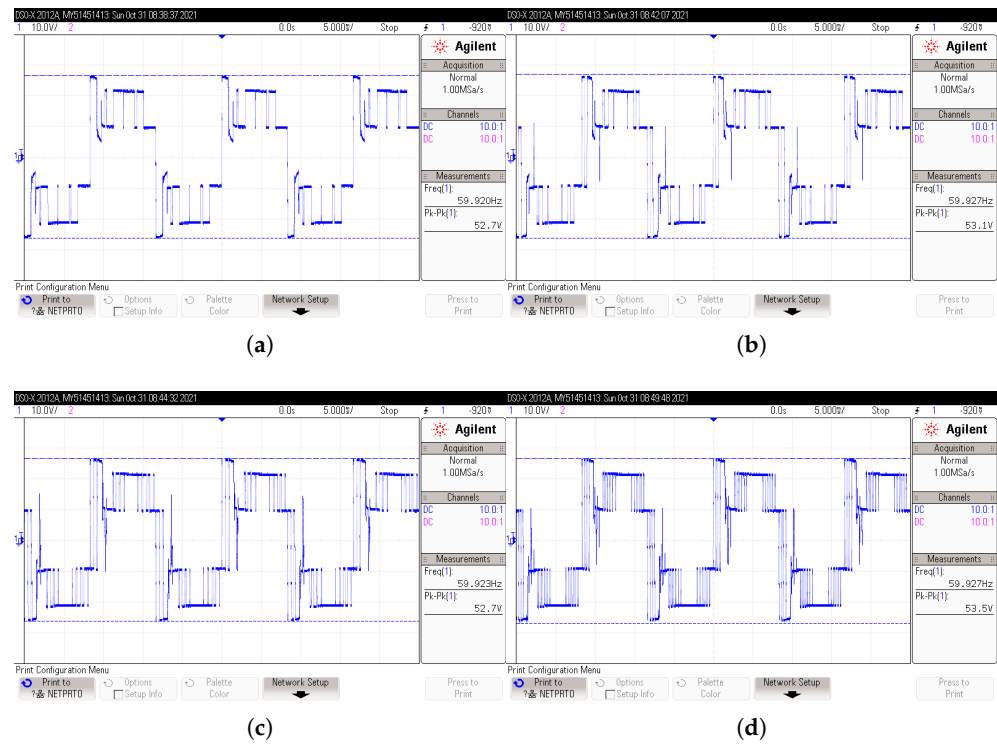 DSO-X 2012A, MY51451413: Sun Oct 31 08:38:37 2021
1 10.0V/ 2 0.0s 5.000%/ Stop 1 -920%
Agilent
Acquisition
Normal
1.00MSa/s
Channels
DC 10.0:1
DC 10.0:1
Measurements
Freq(1):
59.920Hz
Pk-Pk(1):
52.7V
Print Configuration Menu
Print to
? NETPRT0
Options
Setup Info
Palette
Color
Network Setup
Press to
Print
(a)
DSO-X 2012A, MY51451413: Sun Oct 31 08:42:07 2021
1 10.0V/ 2 0.0s 5.000%/ Stop 1 -920%
Agilent
Acquisition
Normal
1.00MSa/s
Channels
DC 10.0:1
DC 10.0:1
Measurements
Freq(1):
59.927Hz
Pk-Pk(1):
53.1V
Print Configuration Menu
Print to
? NETPRT0
Options
Setup Info
Palette
Color
Network Setup
Press to
Print
(b)
DSO-X 2012A, MY51451413: Sun Oct 31 08:44:32 2021
1 10.0V/ 2 0.0s 5.000%/ Stop 1 -920%
Agilent
Acquisition
Normal
1.00MSa/s
Channels
DC 10.0:1
DC 10.0:1
Measurements
Freq(1):
59.923Hz
Pk-Pk(1):
52.7V
Print Configuration Menu
Print to
? NETPRT0
Options
Setup Info
Palette
Color
Network Setup
Press to
Print
(c)
DSO-X 2012A, MY51451413: Sun Oct 31 08:49:48 2021
1 10.0V/ 2 0.0s 5.000%/ Stop 1 -920%
Agilent
Acquisition
Normal
1.00MSa/s
Channels
DC 10.0:1
DC 10.0:1
Measurements
Freq(1):
59.927Hz
Pk-Pk(1):
53.5V
Print Configuration Menu
Print to
? NETPRT0
Options
Setup Info
Palette
Color
Network Setup
Press to
Print
(d)